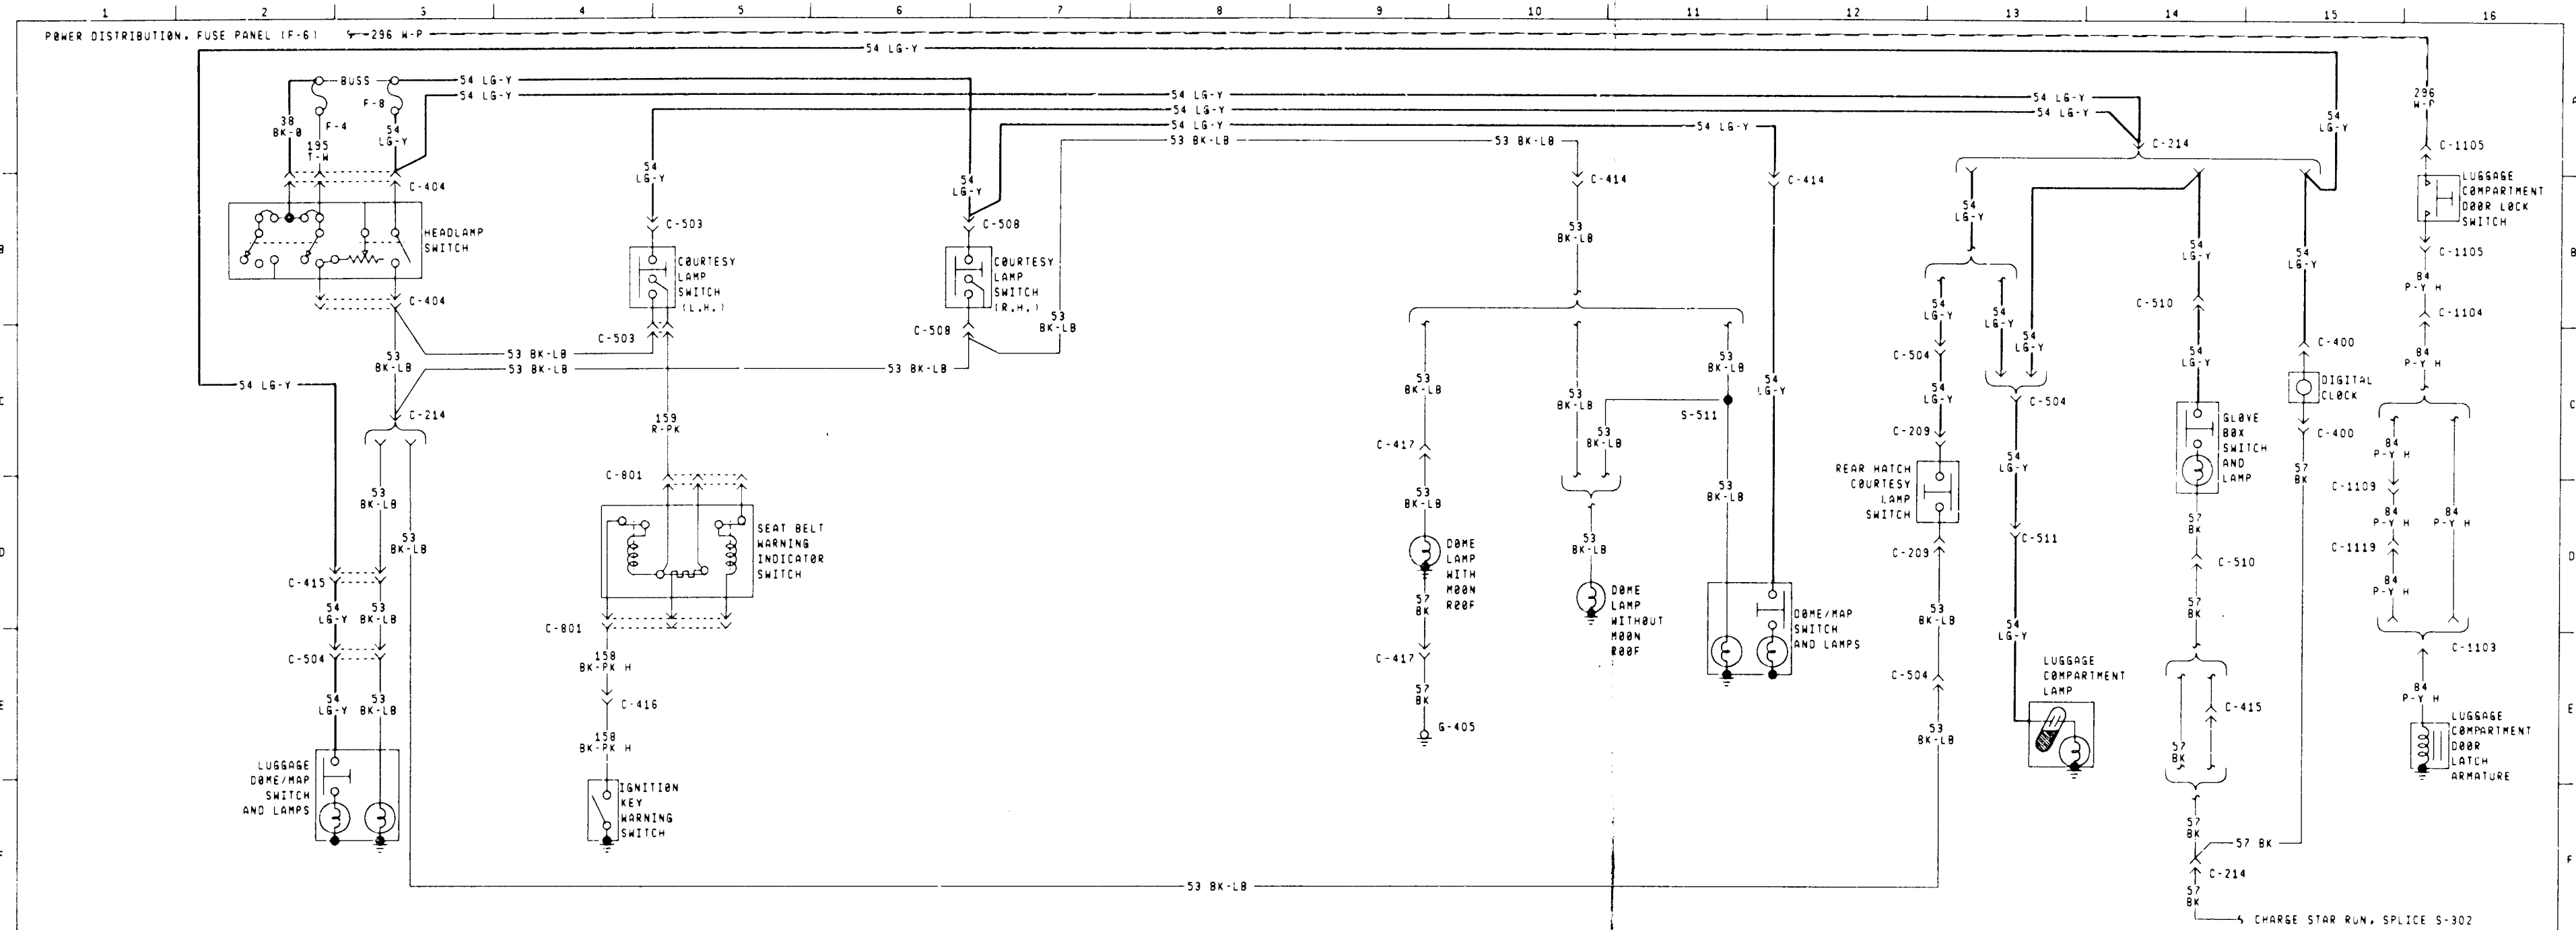 1 2 3 4 5 6 7 8 9 10 11 12 13 14 15 16
POWER DISTRIBUTION, FUSE PANEL (F-6)
296 W-P
54 LG-Y
BUSS
54 LG-Y
F-8
54 LG-Y
54 LG-Y
54 LG-Y
54 LG-Y
54 LG-Y
54 LG-Y
54 LG-Y
54 LG-Y
38
BK-O
F-4
195
T-W
54
LG-Y
53 BK-LB
53 BK-LB
54
LG-Y
296
W-P
C-214
C-1105
54
LG-Y
54
LG-Y
C-404
C-414
C-414
LUGGAGE
COMPARTMENT
DOOR LOCK
SWITCH
C-503
C-508
54
LG-Y
HEADLAMP
SWITCH
53
BK-LB
54
LG-Y
54
LG-Y
C-1105
COURTESY
LAMP
SWITCH
(L.H.)
COURTESY
LAMP
SWITCH
(R.H.)
84
P-Y H
C-404
C-510
54
LG-Y
54
LG-Y
C-1104
C-503
C-508
53
BK-LB
54
LG-Y
53 BK-LB
53 BK-LB
53 BK-LB
53
BK-LB
53
BK-LB
C-504
54
LG-Y
C-400
84
P-Y H
54 LG-Y
53
BK-LB
53
BK-LB
54
LG-Y
54
LG-Y
DIGITAL
CLOCK
C-214
159
R-PK
S-511
C-504
GLOVE
BOX
SWITCH
AND
LAMP
C-400
53
BK-LB
C-417
C-209
84
P-Y H
C-801
REAR HATCH
COURTESY
LAMP
SWITCH
54
LG-Y
57
BK
C-1109
53
BK-LB
53
BK-LB
53
BK-LB
84
P-Y H
84
P-Y H
SEAT BELT
WARNING
INDICATOR
SWITCH
57
BK
53
BK-LB
DOME
LAMP
WITH
MOON
ROOF
53
BK-LB
C-209
C-511
C-1119
C-510
C-415
84
P-Y H
54
LG-Y
53
BK-LB
57
BK
DOME
LAMP
WITHOUT
MOON
ROOF
DOME/MAP
SWITCH
AND LAMPS
53
BK-LB
57
BK
C-801
54
LG-Y
C-504
158
BK-PK H
C-417
C-1103
C-504
LUGGAGE
COMPARTMENT
LAMP
54
LG-Y
53
BK-LB
C-416
57
BK
84
P-Y H
C-415
G-405
53
BK-LB
158
BK-PK H
57
BK
LUGGAGE
COMPARTMENT
DOOR
LATCH
ARMATURE
LUGGAGE
DOME/MAP
SWITCH
AND LAMPS
IGNITION
KEY
WARNING
SWITCH
57
BK
57 BK
C-214
53 BK-LB
57
BK
CHARGE STAR RUN, SPLICE S-302
B
B
C
C
D
D
E
E
F
F